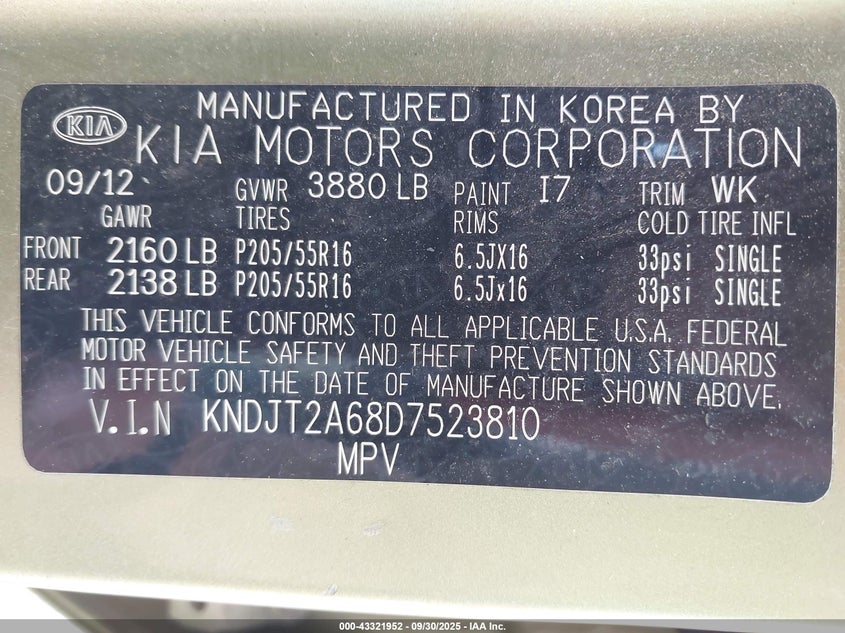 MANUFACTURED IN KOREA BY
KIA KIA MOTORS CORPORATION
09/12 GVWR 3880 LB PAINT I7 TRIM WK
GAWR TIRES RIMS COLD TIRE INFL
FRONT 2160 LB P205/55R16 6.5JX16 33psi SINGLE
REAR 2138 LB P205/55R16 6.5Jx16 33psi SINGLE
THIS VEHICLE CONFORMS TO ALL APPLICABLE U.S.A. FEDERAL
MOTOR VEHICLE SAFETY AND THEFT PREVENTION STANDARDS
IN EFFECT ON THE DATE OF MANUFACTURE SHOWN ABOVE.
V.I.N KNDJT2A68D7523810
MPV
000-43321952 - 09/30/2025 - IAA Inc.